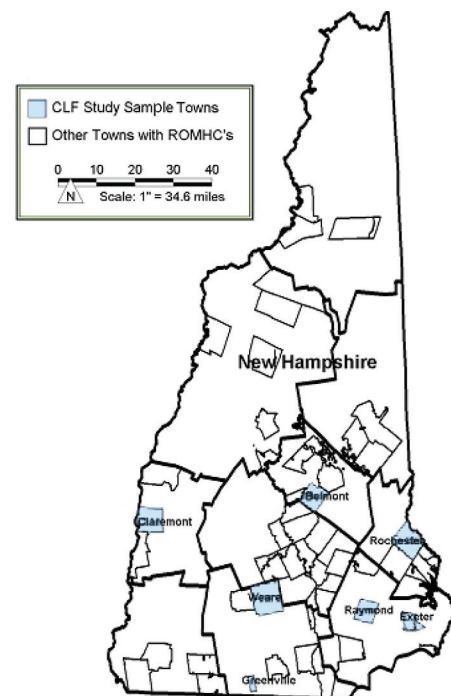 CLF Study Sample Towns
Other Towns with ROMHC's
0 10 20 30 40
N
Scale: 1" = 34.6 miles
New Hampshire
Belmont
Claremont
Rochester
Weare
Raymond
Exeter
Greenville